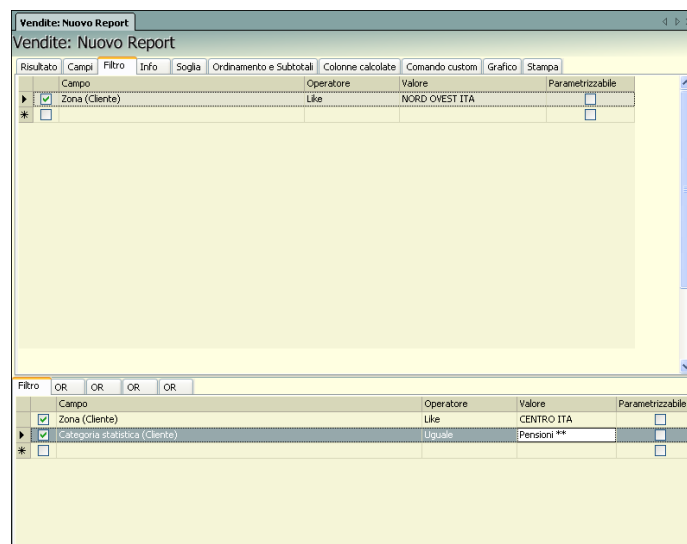 Vendite: Nuovo Report
Vendite: Nuovo Report
Risultato Campi Filtro Info Soglia Ordinamento e Subtotali Colonne calcolate Comando custom Grafico Stampa
Campo Operatore Valore Parametrizzabile
Zona (Cliente) Like NORD OVEST ITA
Filtro OR OR OR OR
Campo Operatore Valore Parametrizzabile
Zona (Cliente) Like CENTRO ITA
Categoria statistica (Cliente) Uguale Pensioni **